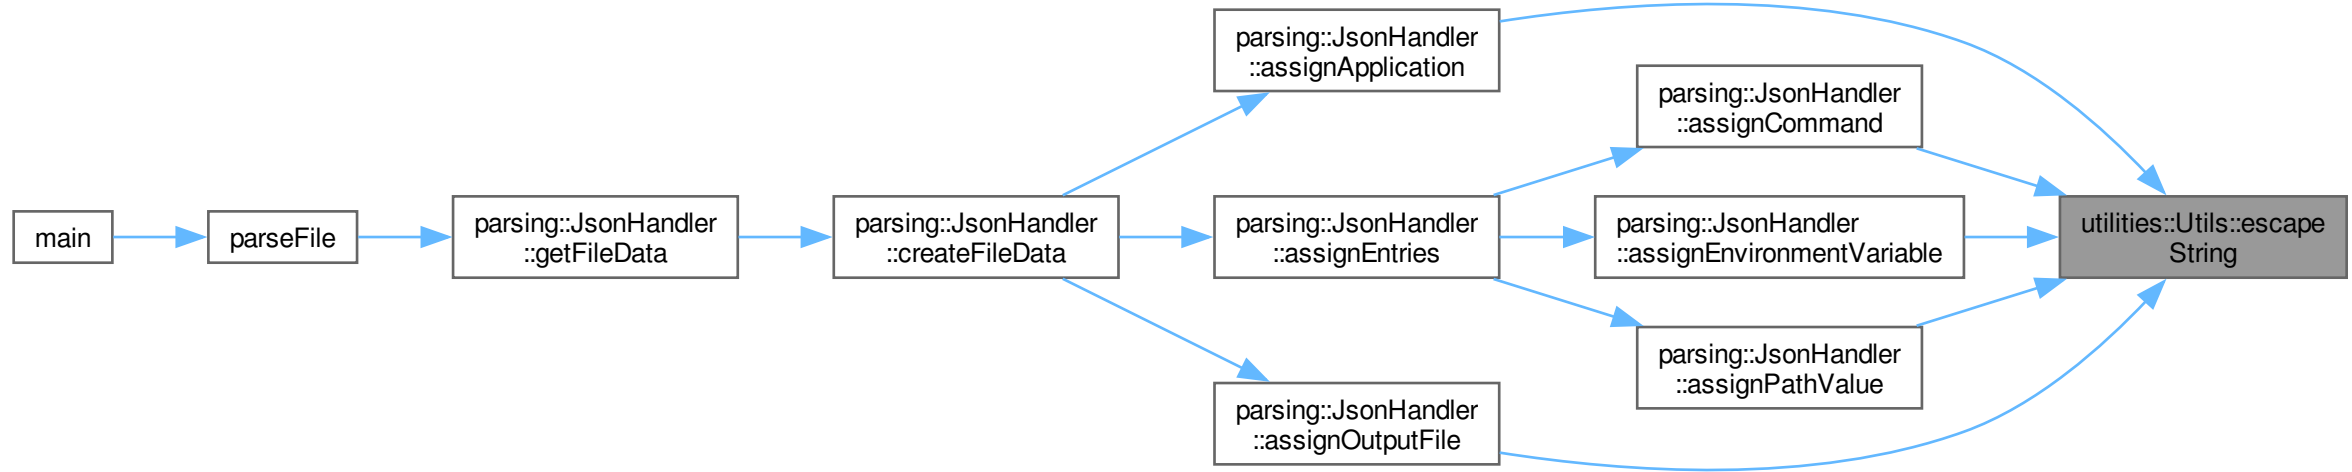 main
parseFile
parsing::JsonHandler
::getFileData
parsing::JsonHandler
::createFileData
parsing::JsonHandler
::assignApplication
parsing::JsonHandler
::assignEntries
parsing::JsonHandler
::assignOutputFile
parsing::JsonHandler
::assignCommand
parsing::JsonHandler
::assignEnvironmentVariable
parsing::JsonHandler
::assignPathValue
utilities::Utils::escape
String